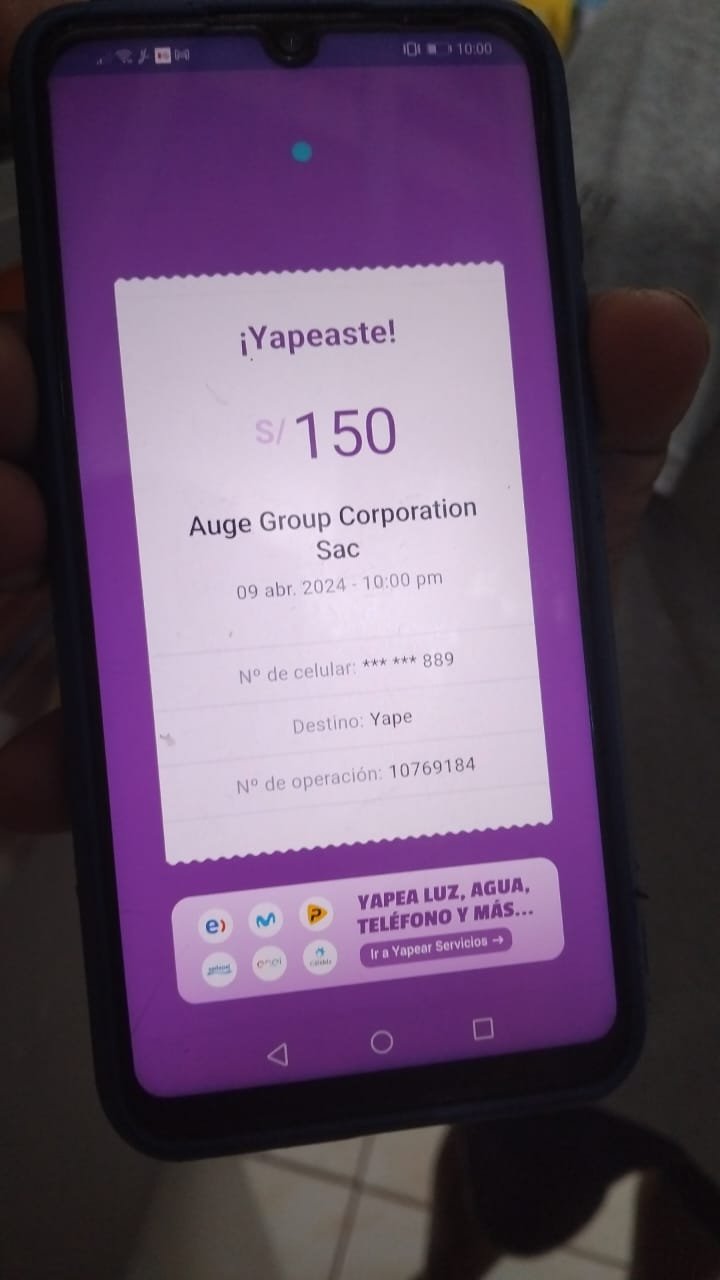 10:00
¡Yapeaste!
S/ 150
Auge Group Corporation
Sac
09 abr. 2024 - 10:00 pm
Nº de celular: *** *** 889
Destino: Yape
Nº de operación: 10769184
YAPEA LUZ, AGUA,
TELÉFONO Y MÁS...
Ir a Yapear Servicios →
e)
P
enel